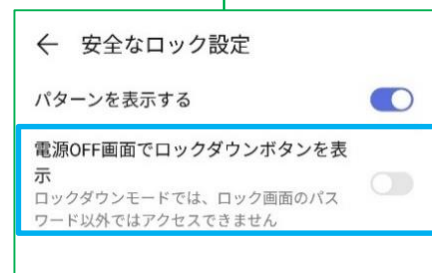 ← 安全なロック設定
パターンを表示する
電源OFF画面でロックダウンボタンを表
示
ロックダウンモードでは、ロック画面のパス
ワード以外ではアクセスできません